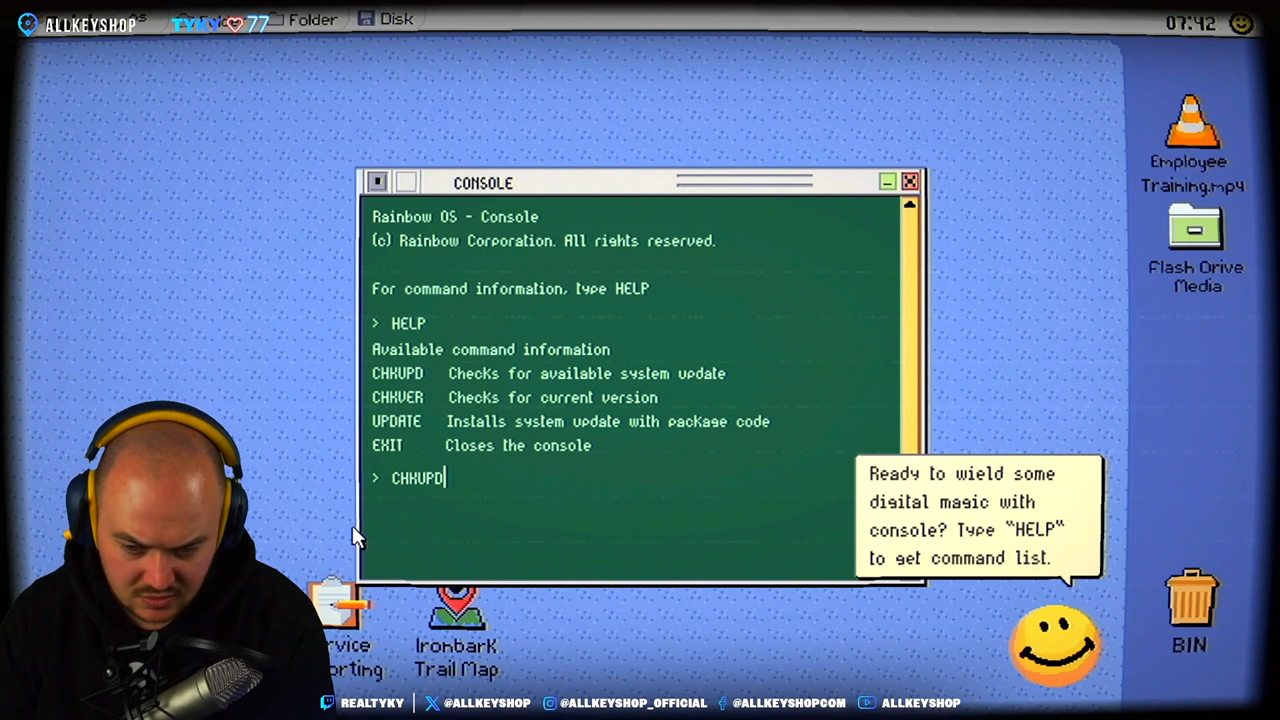 ALLKEYSHOP
TYKY
77
Folder
Disk
07:42
Employee
Training.mp4
Flash Drive
Media
CONSOLE
Rainbow OS - Console
(c) Rainbow Corporation. All rights reserved.
For command information, type HELP
> HELP
Available command information
CHKUPD Checks for available system update
CHKVER Checks for current version
UPDATE Installs system update with package code
EXIT Closes the console
> CHKUPD
Ready to wield some
digital magic with
console? Type "HELP"
to get command list.
Ironbark
Trail Map
BIN
REALTYKY
@ALLKEYSHOP
@ALLKEYSHOP_OFFICIAL
@ALLKEYSHOPCOM
ALLKEYSHOP